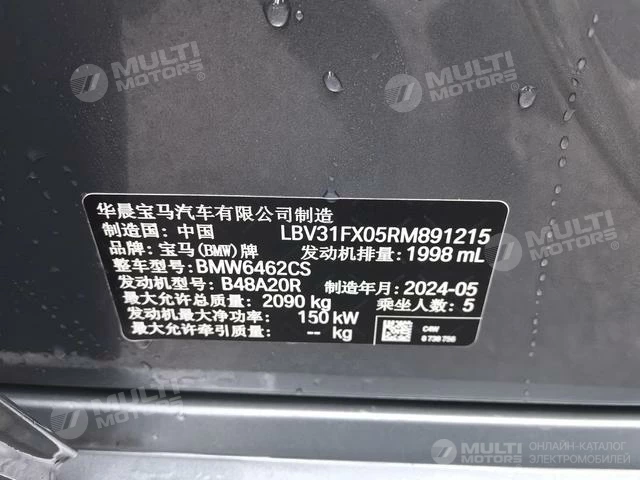 MULTI MOTORS®
MULTI MOTORS®
华晨宝马汽车有限公司制造
制造国: 中国 LBV31FX05RM891215
品牌: 宝马(BMW)牌 发动机排量: 1998 mL
整车型号: BMW6462CS
发动机型号: B48A20R 制造年月: 2024-05
最大允许总质量: 2090 kg 乘坐人数: 5
发动机最大净功率: 150 kW
最大允许牵引质量: -- kg
MULTI MOTORS®
MULTI MOTORS®
MULTI MOTORS
ОНЛАЙН-КАТАЛОГ
ЭЛЕКТРОМОБИЛЕЙ